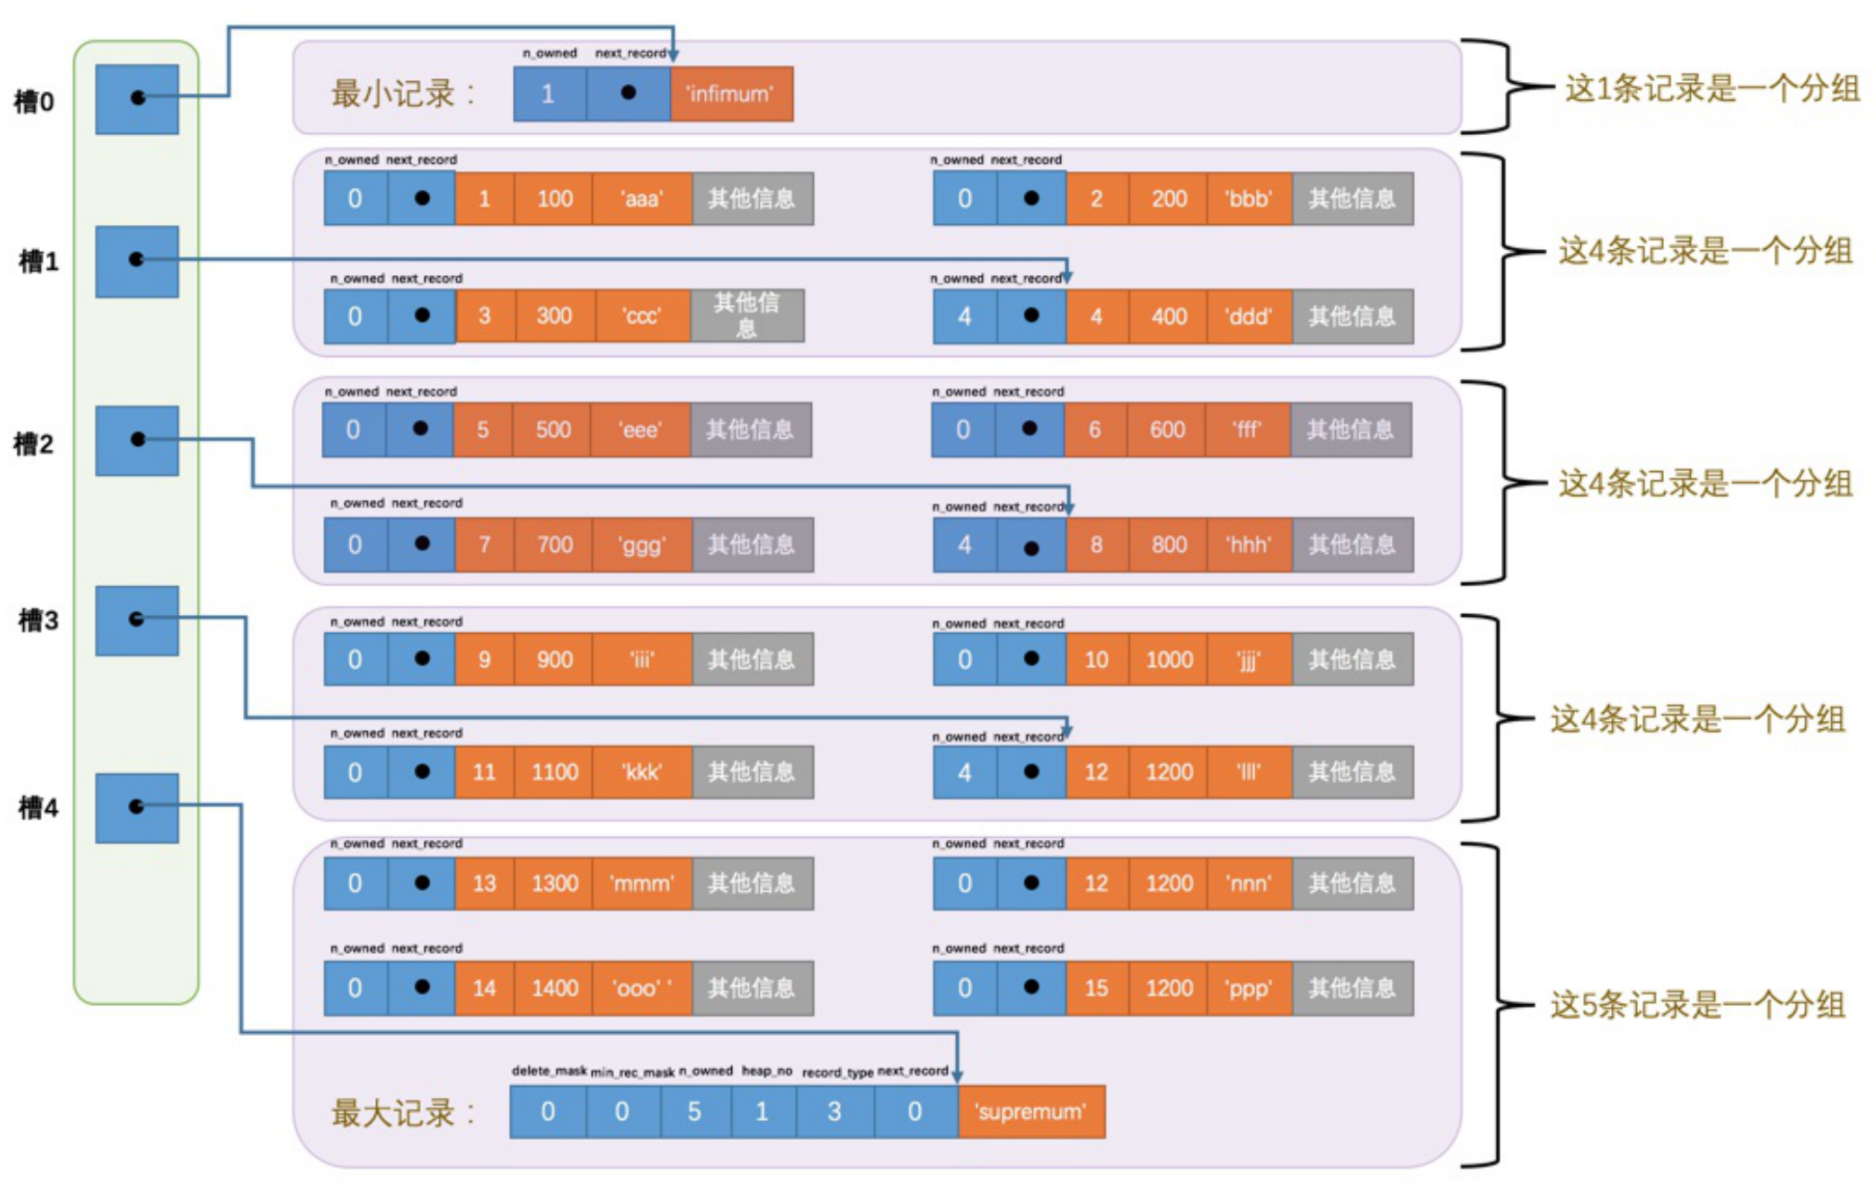 槽0
n_owned next_record
最小记录：
1 'infimum'
这1条记录是一个分组
n_owned next_record
0 1 100 'aaa' 其他信息
n_owned next_record
0 2 200 'bbb' 其他信息
槽1
n_owned next_record
0 3 300 'ccc' 其他信
息
n_owned next_record
4 4 400 'ddd' 其他信息
这4条记录是一个分组
槽2
n_owned next_record
0 5 500 'eee' 其他信息
n_owned next_record
0 6 600 'fff' 其他信息
n_owned next_record
0 7 700 'ggg' 其他信息
n_owned next_record
4 8 800 'hhh' 其他信息
这4条记录是一个分组
槽3
n_owned next_record
0 9 900 'iii' 其他信息
n_owned next_record
0 10 1000 'jjj' 其他信息
n_owned next_record
0 11 1100 'kkk' 其他信息
n_owned next_record
4 12 1200 'lll' 其他信息
这4条记录是一个分组
槽4
n_owned next_record
0 13 1300 'mmm' 其他信息
n_owned next_record
0 12 1200 'nnn' 其他信息
n_owned next_record
0 14 1400 'ooo' ' 其他信息
n_owned next_record
0 15 1200 'ppp' 其他信息
这5条记录是一个分组
delete_mask min_rec_mask n_owned heap_no record_type next_record
最大记录：
0 0 5 1 3 0 'supremum'